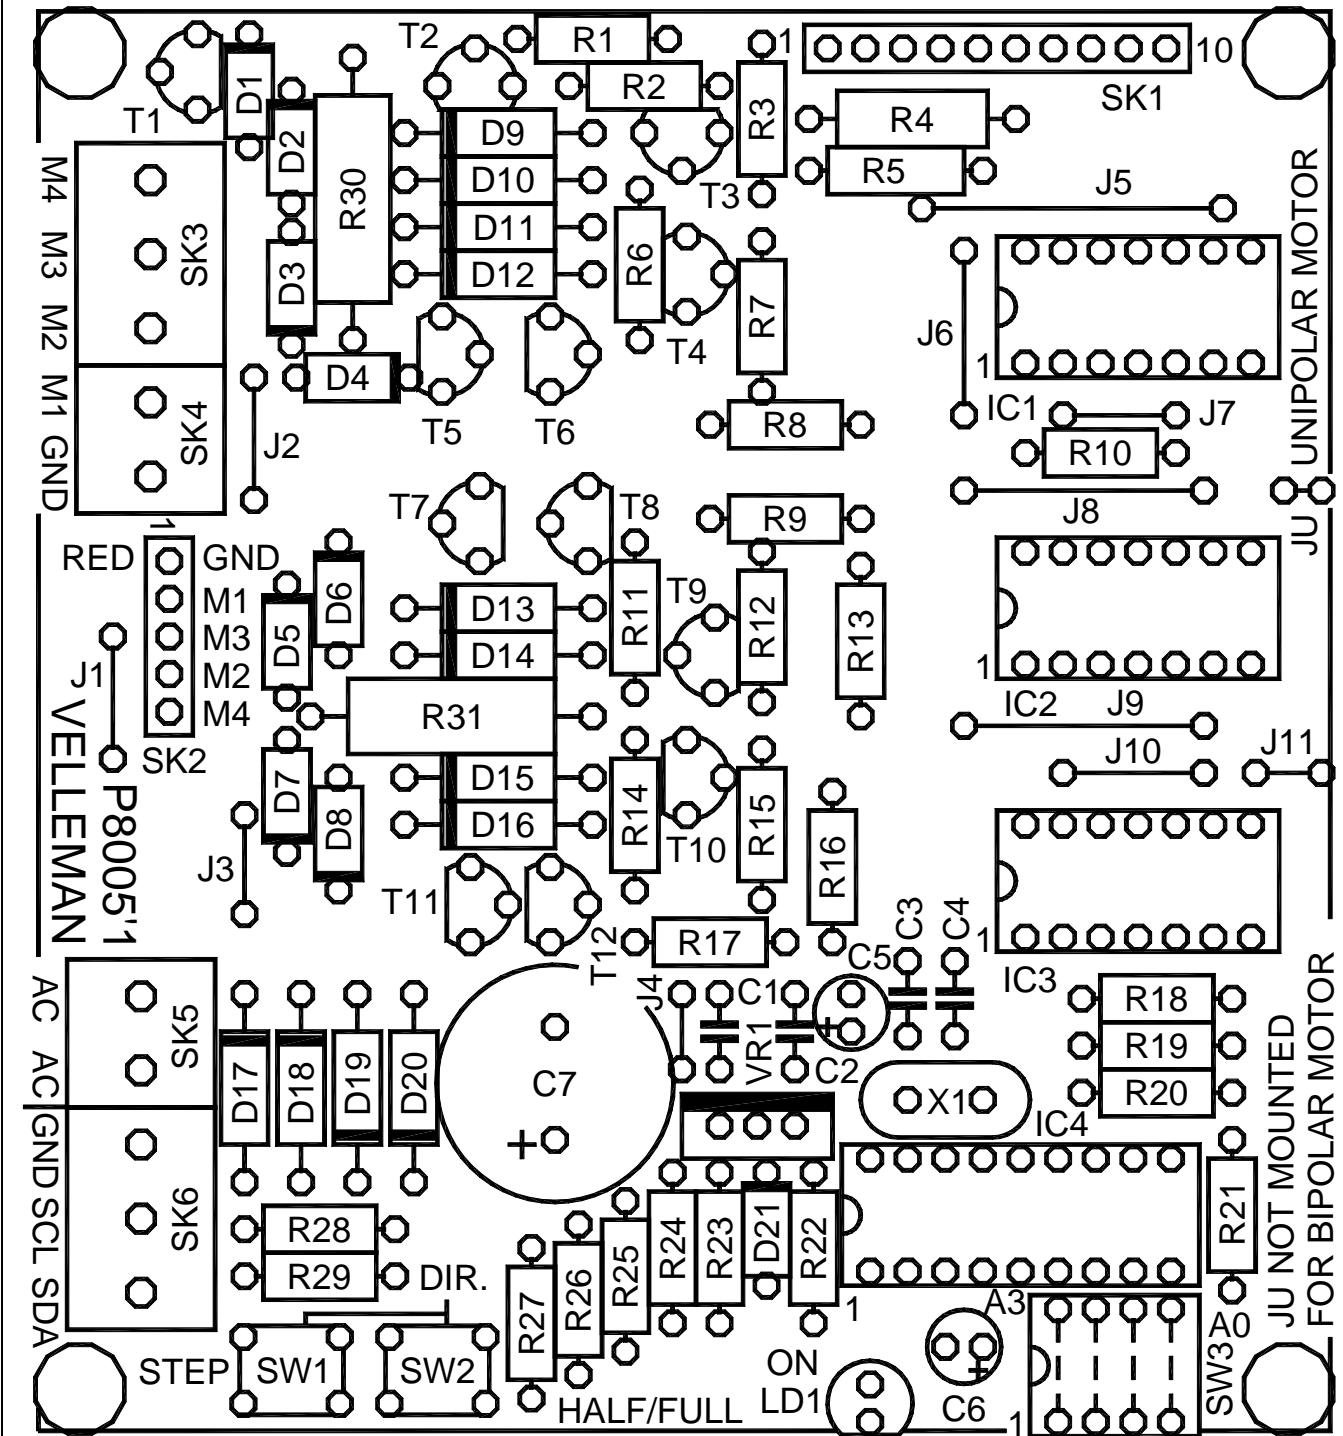 T2
R1
1
10
SK1
R2
T1
D1
D2
R30
D9
R3
R4
D10
T3
R5
J5
M4
M3
M2
M1
GND
SK3
SK4
D3
D11
D12
R6
T4
R7
J6
1
IC1
J7
UNIPOLAR MOTOR
JU
D4
T5
T6
J2
R8
R10
J8
T7
T8
R9
1
RED
GND
M1
M3
M2
M4
SK2
J1
D5
D6
D13
D14
R11
T9
R12
R13
1
IC2
J9
R31
VELLEMAN
P8005'1
D7
D8
D15
D16
R14
T10
R15
R16
J10
J11
J3
T11
T12
R17
C5
C3
C4
1
IC3
AC
AC
GND
SCL
SDA
SK5
SK6
D17
D18
D19
D20
C7
+
J4
C1
VR1
C2
+
X1
R18
R19
R20
IC4
R21
JU NOT MOUNTED
FOR BIPOLAR MOTOR
R28
R29
DIR.
R27
R26
R25
R24
R23
D21
R22
1
A3
A0
SW3
1
STEP
SW1
SW2
HALF/FULL
ON
LD1
C6
+